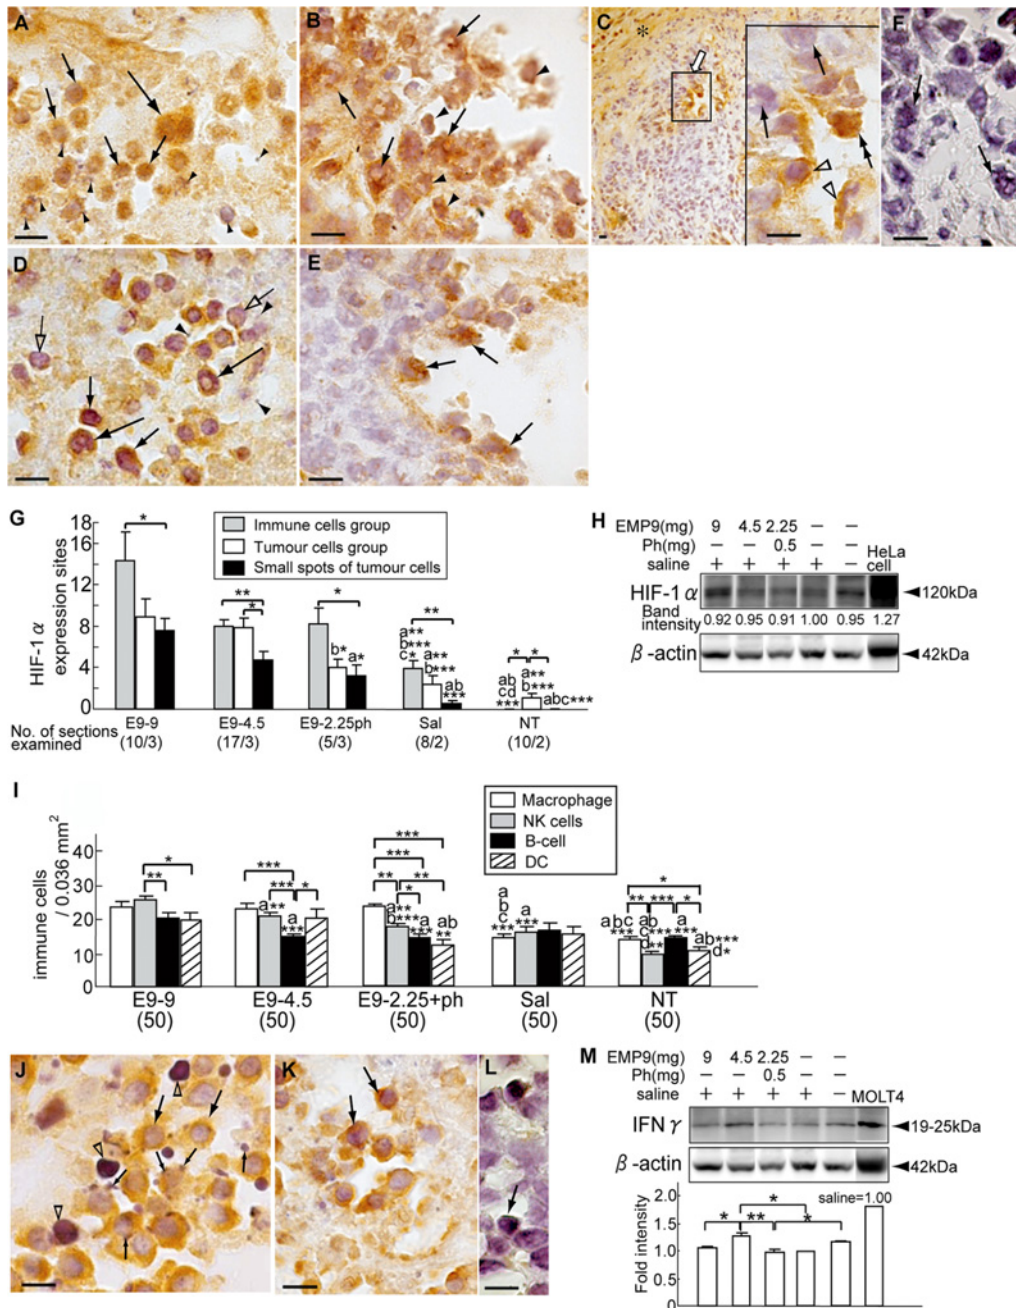 A
B
C
*
F
D
E
G
HIF-1 α
expression sites
18
16
12
8
4
0
Immune cells group
Tumour cells group
Small spots of tumour cells
*
**
*
*
b* a*
**
a**
b***
c*
a**
b***
ab
***
* *
ab
cd
***
a**
b***
abc***
E9-9 E9-4.5 E9-2.25ph Sal NT
No. of sections
examined
(10/3) (17/3) (5/3) (8/2) (10/2)
H
EMP9(mg) 9 4.5 2.25 – –
Ph(mg) – – 0.5 – –
saline + + + + –
HeLa
cell
HIF-1 α
120kDa
Band
intensity
0.92 0.95 0.91 1.00 0.95 1.27
β-actin
42kDa
I
immune cells
/ 0.036 mm2
40
30
20
10
0
Macrophage
NK cells
B-cell
DC
E9-9 E9-4.5 E9-2.25+ph Sal NT
(50) (50) (50) (50) (50)
J
K
L
M
EMP9(mg) 9 4.5 2.25 – –
Ph(mg) – – 0.5 – –
saline + + + + –
MOLT4
IFN γ
19-25kDa
β-actin
42kDa
saline=1.00
Fold intensity
2.0
1.5
1.0
0
* ** * *